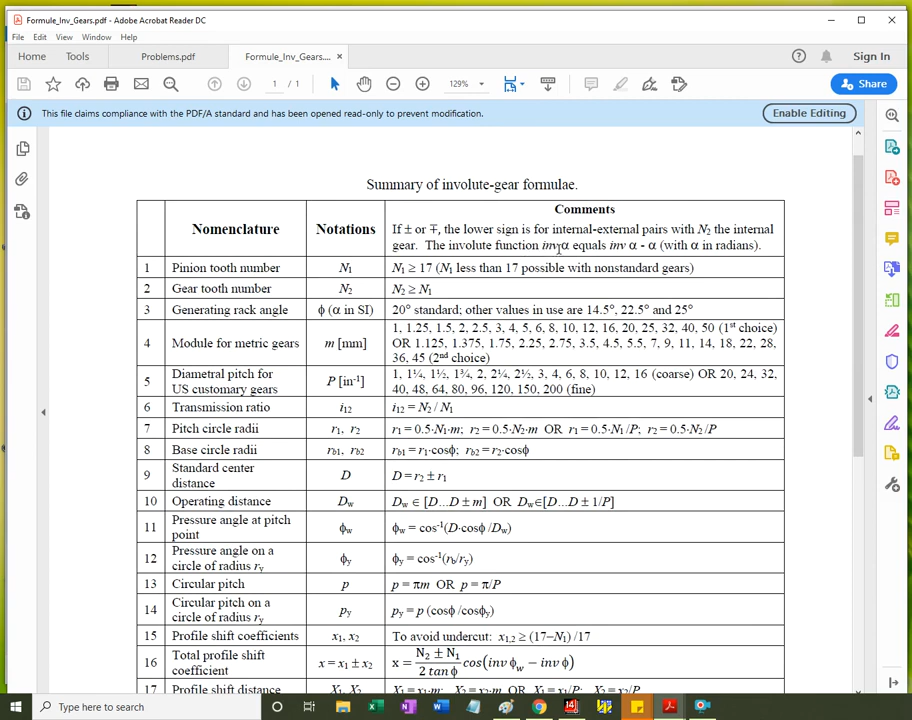 Formule_Inv_Gears.pdf - Adobe Acrobat Reader DC
File Edit View Window Help
Home Tools Problems.pdf Formule_Inv_Gears.... ×
Sign In
1 / 1 129%
Share
This file claims compliance with the PDF/A standard and has been opened read-only to prevent modification.
Enable Editing
Summary of involute-gear formulae.
Nomenclature
Notations
Comments
If ± or ∓, the lower sign is for internal-external pairs with N₂ the internal
gear. The involute function invα equals inv α - α (with α in radians).
1 Pinion tooth number N₁ N₁ ≥ 17 (N₁ less than 17 possible with nonstandard gears)
2 Gear tooth number N₂ N₂ ≥ N₁
3 Generating rack angle ϕ (α in SI) 20° standard; other values in use are 14.5°, 22.5° and 25°
4 Module for metric gears m [mm]
1, 1.25, 1.5, 2, 2.5, 3, 4, 5, 6, 8, 10, 12, 16, 20, 25, 32, 40, 50 (1ˢᵗ choice)
OR 1.125, 1.375, 1.75, 2.25, 2.75, 3.5, 4.5, 5.5, 7, 9, 11, 14, 18, 22, 28,
36, 45 (2ⁿᵈ choice)
5 Diametral pitch for
US customary gears
P [in⁻¹]
1, 1¼, 1½, 1¾, 2, 2¼, 2½, 3, 4, 6, 8, 10, 12, 16 (coarse) OR 20, 24, 32,
40, 48, 64, 80, 96, 120, 150, 200 (fine)
6 Transmission ratio i₁₂ i₁₂ = N₂ / N₁
7 Pitch circle radii r₁, r₂ r₁ = 0.5·N₁·m; r₂ = 0.5·N₂·m OR r₁ = 0.5·N₁/P; r₂ = 0.5·N₂/P
8 Base circle radii rb1, rb2 rb1 = r₁·cosϕ; rb2 = r₂·cosϕ
9 Standard center
distance
D D = r₂ ± r₁
10 Operating distance Dw Dw ∈ [D…D ± m] OR Dw∈[D…D ± 1/P]
11 Pressure angle at pitch
point
ϕw ϕw = cos⁻¹(D·cosϕ /Dw)
12 Pressure angle on a
circle of radius ry
ϕy ϕy = cos⁻¹(rb/ry)
13 Circular pitch p p = πm OR p = π/P
14 Circular pitch on a
circle of radius ry
py py = p (cosϕ/cosϕy)
15 Profile shift coefficients x₁, x₂ To avoid undercut: x₁,₂ ≥ (17−N₁) /17
16 Total profile shift
coefficient
x = x₁ ± x₂ x = (N₂ ± N₁)/(2 tan ϕ) cos(inv ϕw − inv ϕ)
17 Profile shift distance X₁, X₂ X₁ = x₁·m; X₂ = x₂·m OR X₁ = x₁/P; X₂ = x₂/P
Type here to search